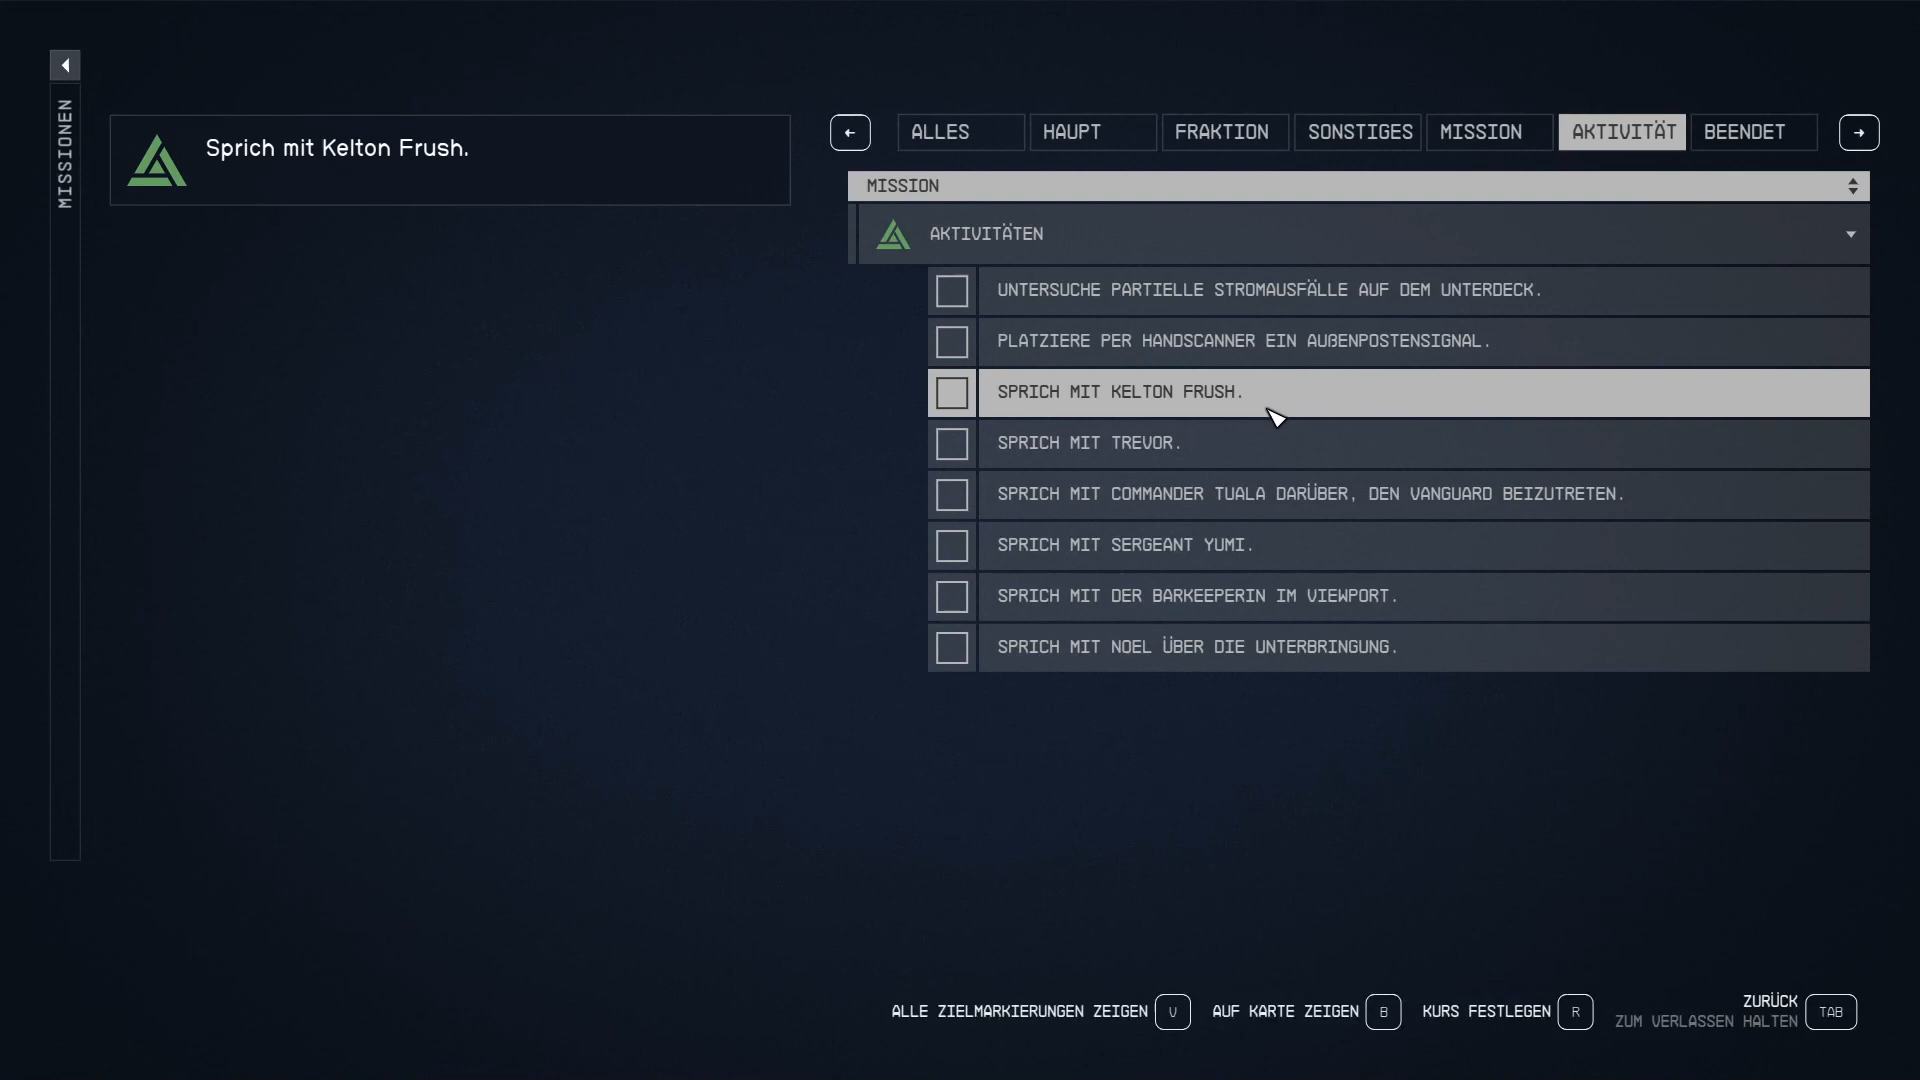 MISSIONEN
Sprich mit Kelton Frush.
ALLES
HAUPT
FRAKTION
SONSTIGES
MISSION
AKTIVITÄT
BEENDET
MISSION
AKTIVITÄTEN
UNTERSUCHE PARTIELLE STROMAUSFÄLLE AUF DEM UNTERDECK.
PLATZIERE PER HANDSCANNER EIN AUßENPOSTENSIGNAL.
SPRICH MIT KELTON FRUSH.
SPRICH MIT TREVOR.
SPRICH MIT COMMANDER TUALA DARÜBER, DEN VANGUARD BEIZUTRETEN.
SPRICH MIT SERGEANT YUMI.
SPRICH MIT DER BARKEEPERIN IM VIEWPORT.
SPRICH MIT NOEL ÜBER DIE UNTERBRINGUNG.
ALLE ZIELMARKIERUNGEN ZEIGEN V
AUF KARTE ZEIGEN B
KURS FESTLEGEN R
ZURÜCK
ZUM VERLASSEN HALTEN TAB